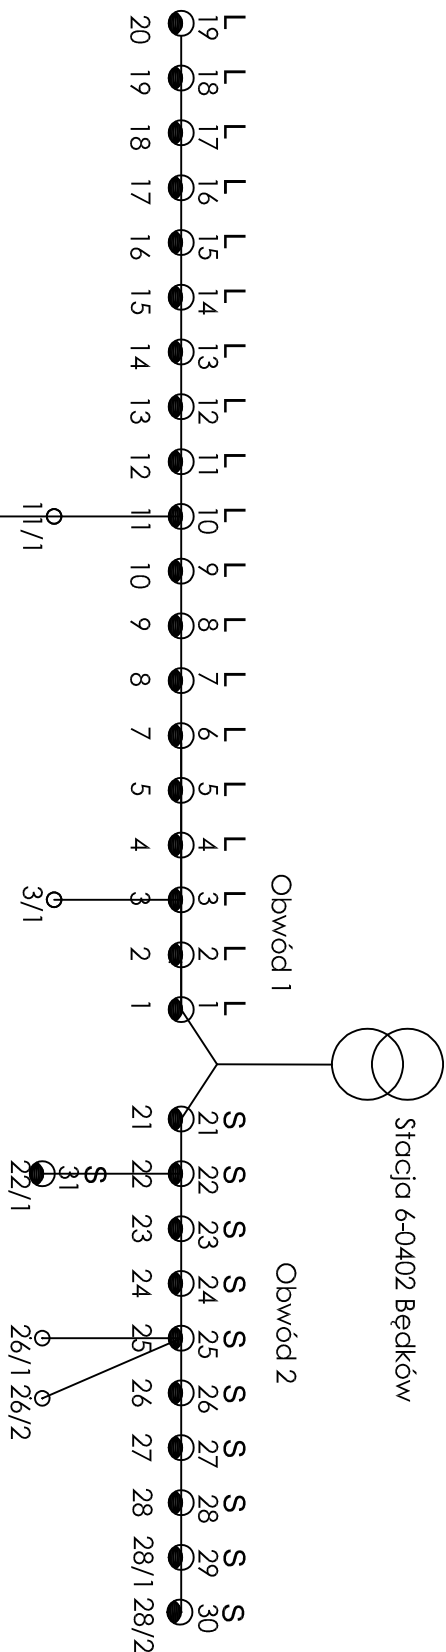 Stacja 6-0402 Będków
Obwód 1 Obwód 2
L L L L L L L L L L L L L L L L L L L S S S S S S S S S S
19 18 17 16 15 14 13 12 11 10 9 8 7 6 5 4 3 2 1 21 22 23 24 25 26 27 28 29 30
20 19 18 17 16 15 14 13 12 11 10 9 8 7 5 4 3 2 1 21 22 23 24 25 26 27 28 28/1 28/2
S
31
11/1 3/1 22/1 26/1 26/2